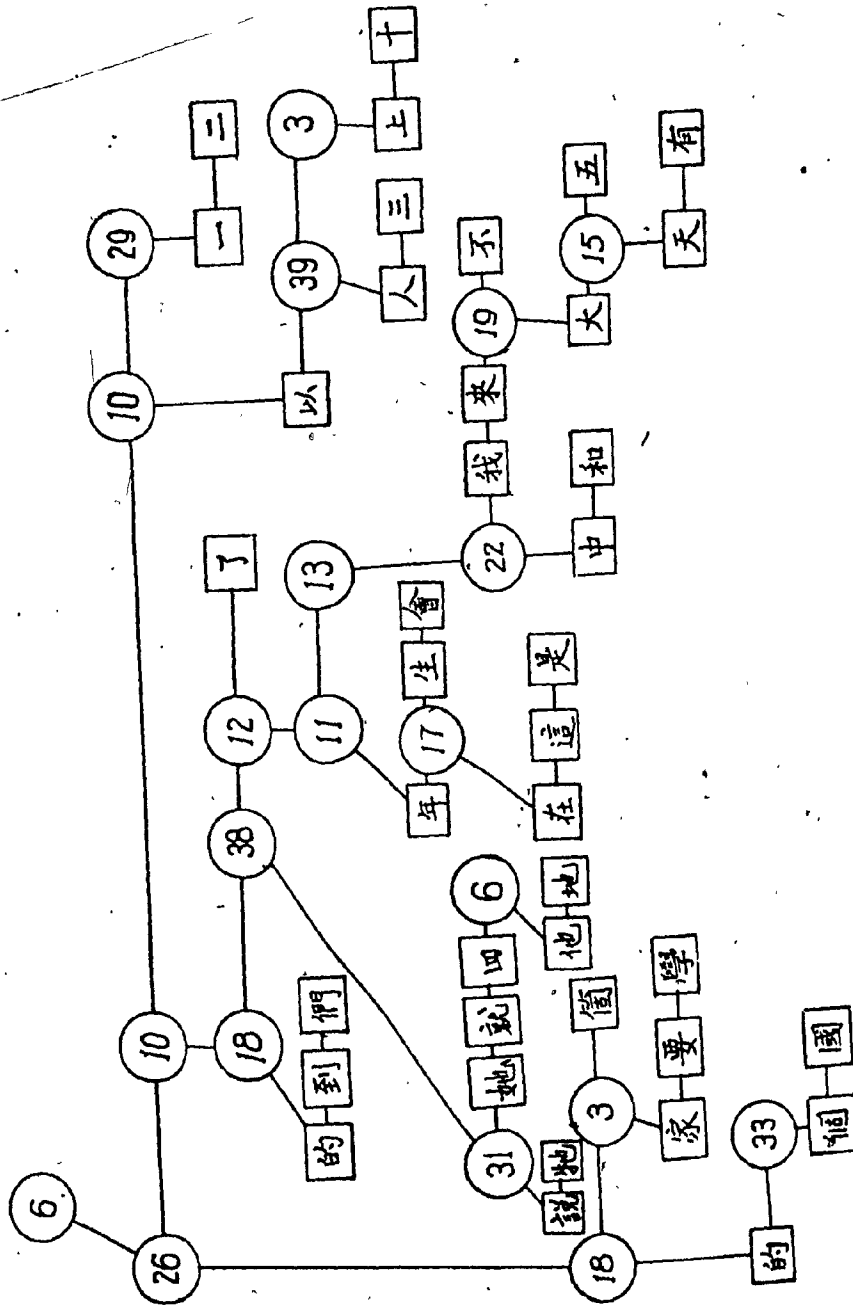 6
26 10 10 29
一 二
以 39 3
上 十
人 三
18 38 12 了
的 到 們
11 13
年 17 生 會
在 這 是
22 我 來 19 不
中 和
大 15 五
天 有
31 她 就 四 6
他 地
說 牠
18 3 箇
家 要 學
的 33
個 國